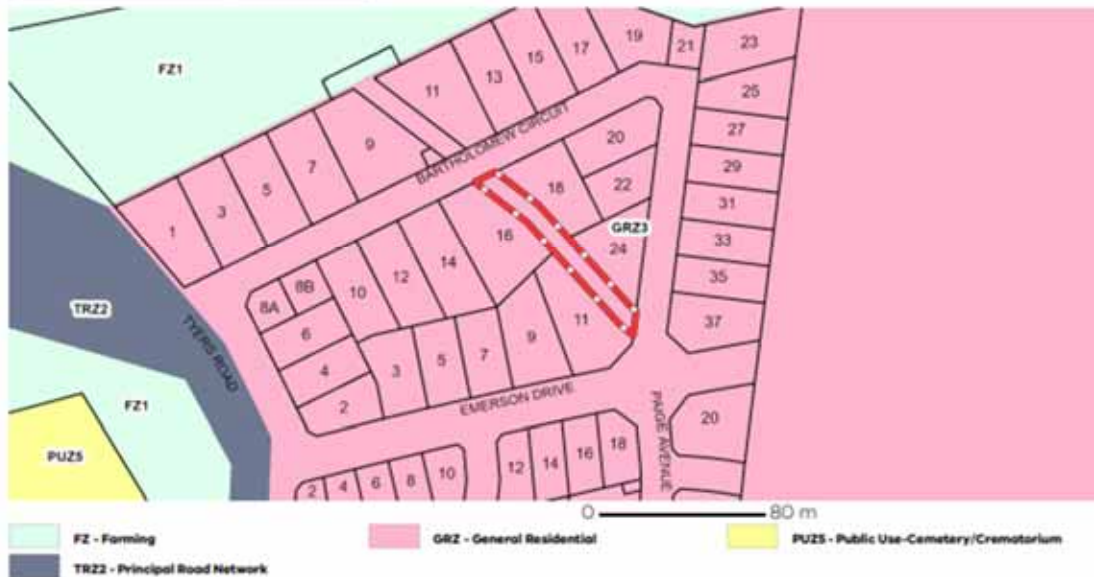 FZ1
19
21
23
17
15
13
11
25
9
BARTHOLOMEW CIRCUIT
20
27
7
5
18
22
29
3
31
1
16
GRZ3
24
33
14
12
35
8B
10
8A
TRZ2
6
11
37
TYERS ROAD
9
7
5
4
3
EMERSON DRIVE
2
FZ1
PAIGE AVENUE
20
PUZ5
18
16
14
12
10
8
6
4
2
0 80 m
FZ - Farming
GRZ - General Residential
PUZ5 - Public Use-Cemetery/Crematorium
TRZ2 - Principal Road Network